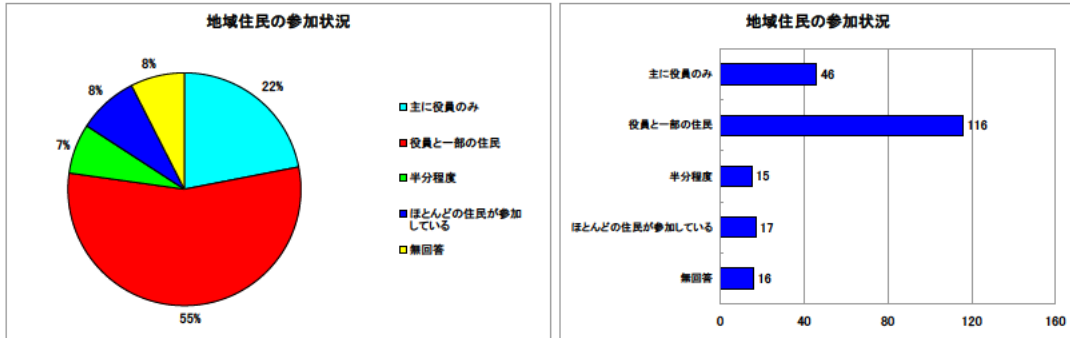 地域住民の参加状況
8%
8%
22%
7%
55%
主に役員のみ
役員と一部の住民
半分程度
ほとんどの住民が参加
している
無回答
地域住民の参加状況
主に役員のみ
46
役員と一部の住民
116
半分程度
15
ほとんどの住民が参加している
17
無回答
16
0 40 80 120 160